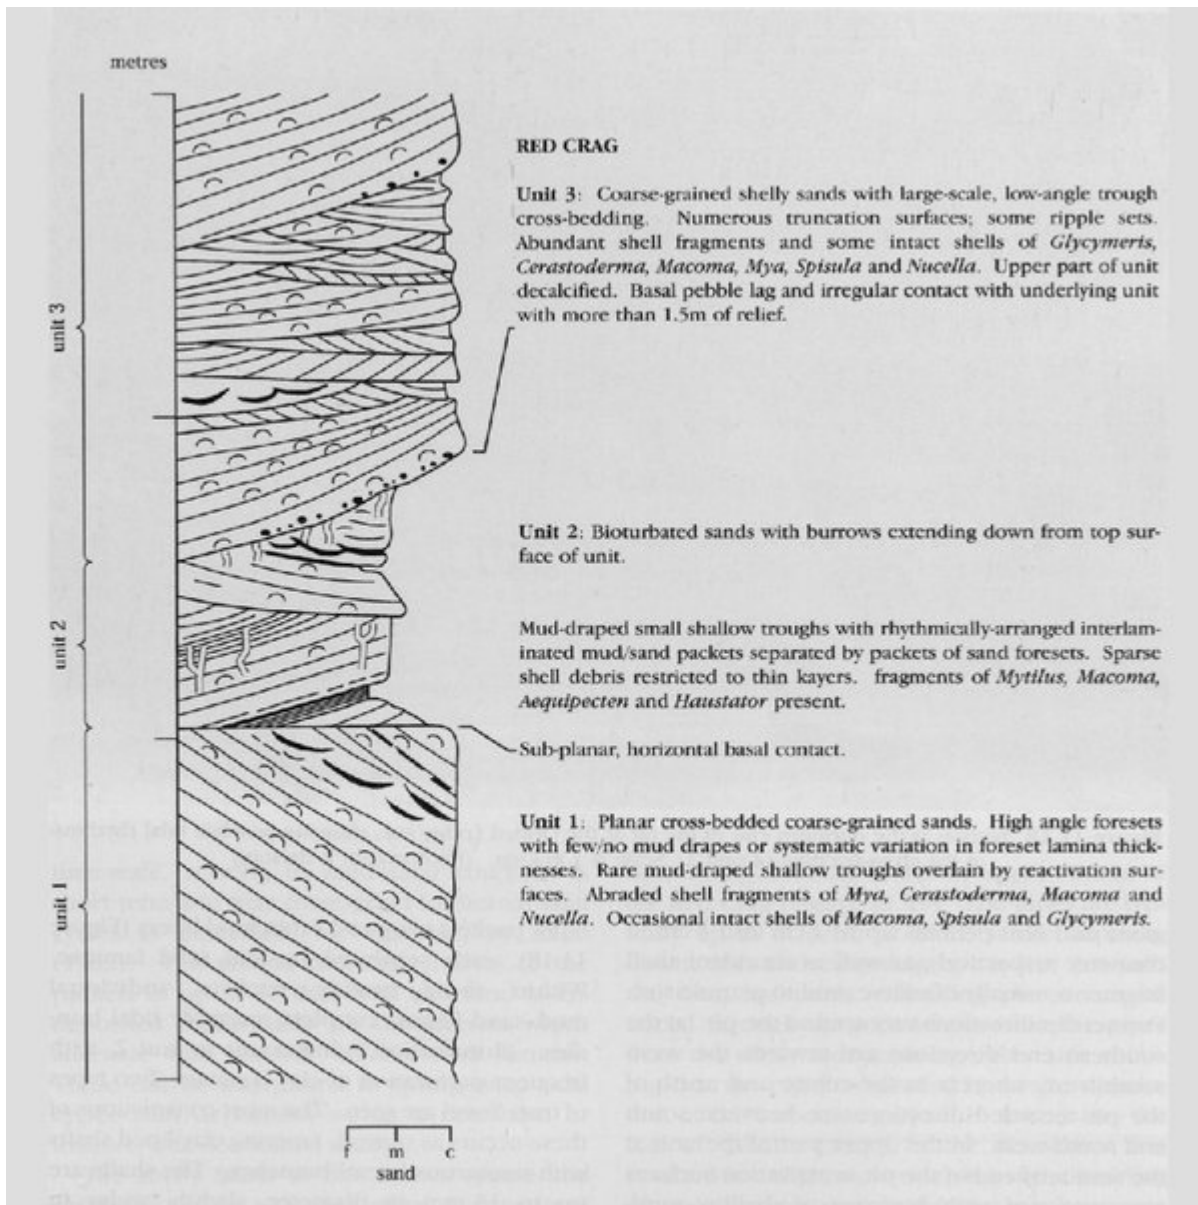 metres
RED CRAG
Unit 3: Coarse-grained shelly sands with large-scale, low-angle trough
cross-bedding. Numerous truncation surfaces; some ripple sets.
Abundant shell fragments and some intact shells of Glycymeris,
Cerastoderma, Macoma, Mya, Spisula and Nucella. Upper part of unit
decalcified. Basal pebble lag and irregular contact with underlying unit
with more than 1.5m of relief.
unit 3
Unit 2: Bioturbated sands with burrows extending down from top sur-
face of unit.
unit 2
Mud-draped small shallow troughs with rhythmically-arranged interlam-
inated mud/sand packets separated by packets of sand foresets. Sparse
shell debris restricted to thin kayers. fragments of Mytilus, Macoma,
Aequipecten and Haustator present.
Sub-planar, horizontal basal contact.
Unit 1: Planar cross-bedded coarse-grained sands. High angle foresets
with few/no mud drapes or systematic variation in foreset lamina thick-
nesses. Rare mud-draped shallow troughs overlain by reactivation sur-
faces. Abraded shell fragments of Mya, Cerastoderma, Macoma and
Nucella. Occasional intact shells of Macoma, Spisula and Glycymeris.
unit 1
f m c
sand